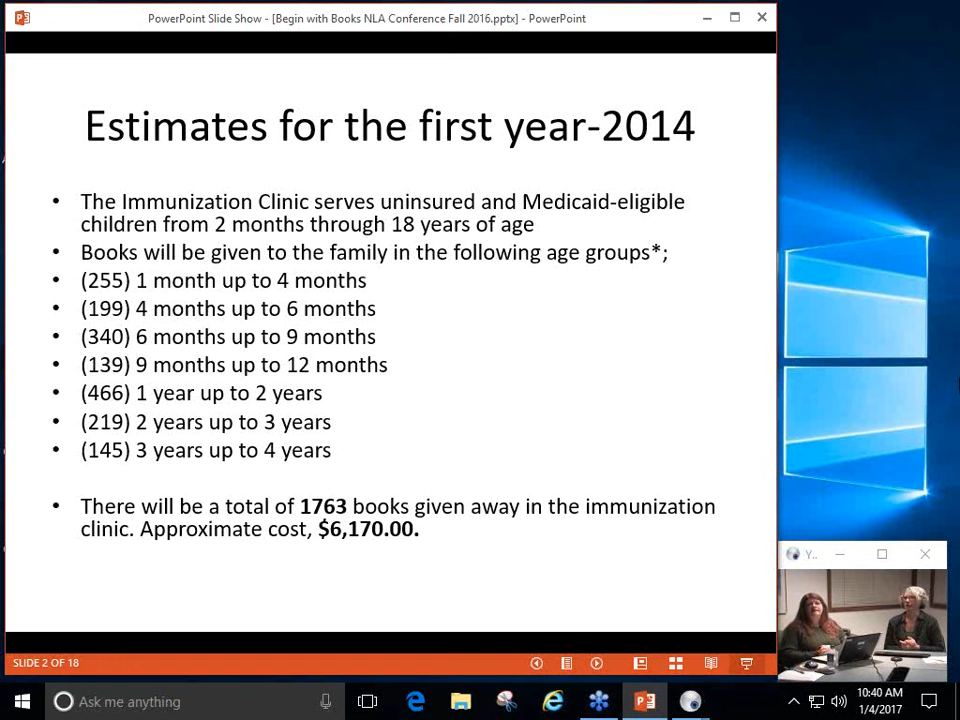 PowerPoint Slide Show - [Begin with Books NLA Conference Fall 2016.pptx] - PowerPoint
Estimates for the first year-2014
• The Immunization Clinic serves uninsured and Medicaid-eligible
children from 2 months through 18 years of age
• Books will be given to the family in the following age groups*;
• (255) 1 month up to 4 months
• (199) 4 months up to 6 months
• (340) 6 months up to 9 months
• (139) 9 months up to 12 months
• (466) 1 year up to 2 years
• (219) 2 years up to 3 years
• (145) 3 years up to 4 years
• There will be a total of 1763 books given away in the immunization
clinic. Approximate cost, $6,170.00.
Y..
SLIDE 2 OF 18
Ask me anything
10:40 AM
1/4/2017